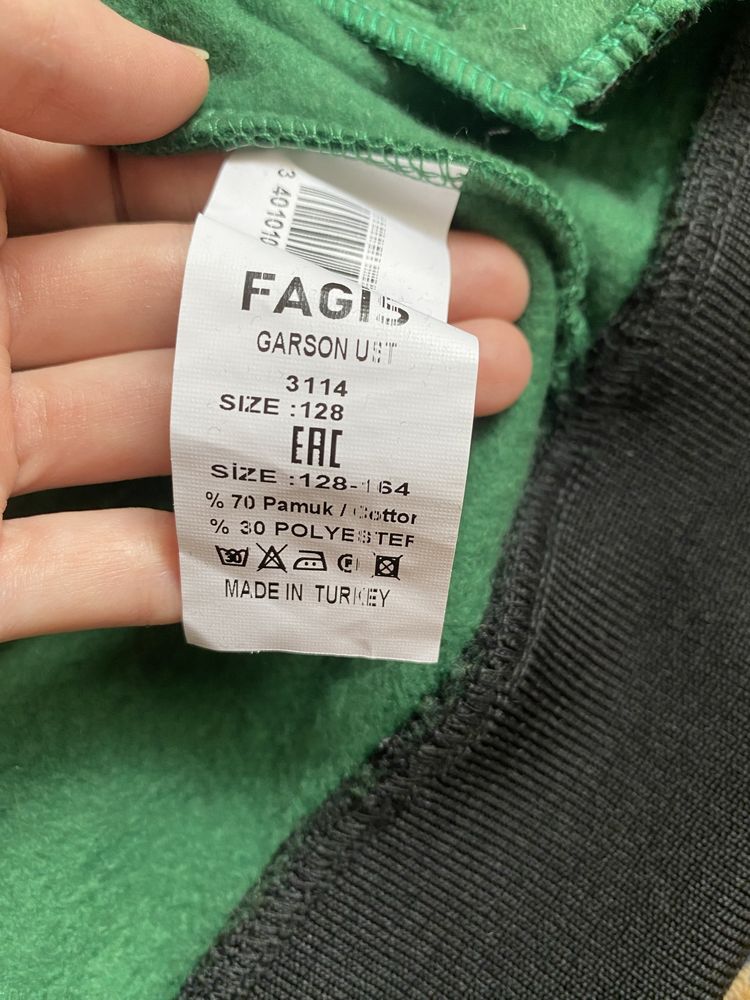 3 401010
FAGIS
GARSON UST
3114
SIZE :128
EAC
SİZE :128-164
% 70 Pamuk / Cotton
% 30 POLYESTER
30
MADE IN TURKEY